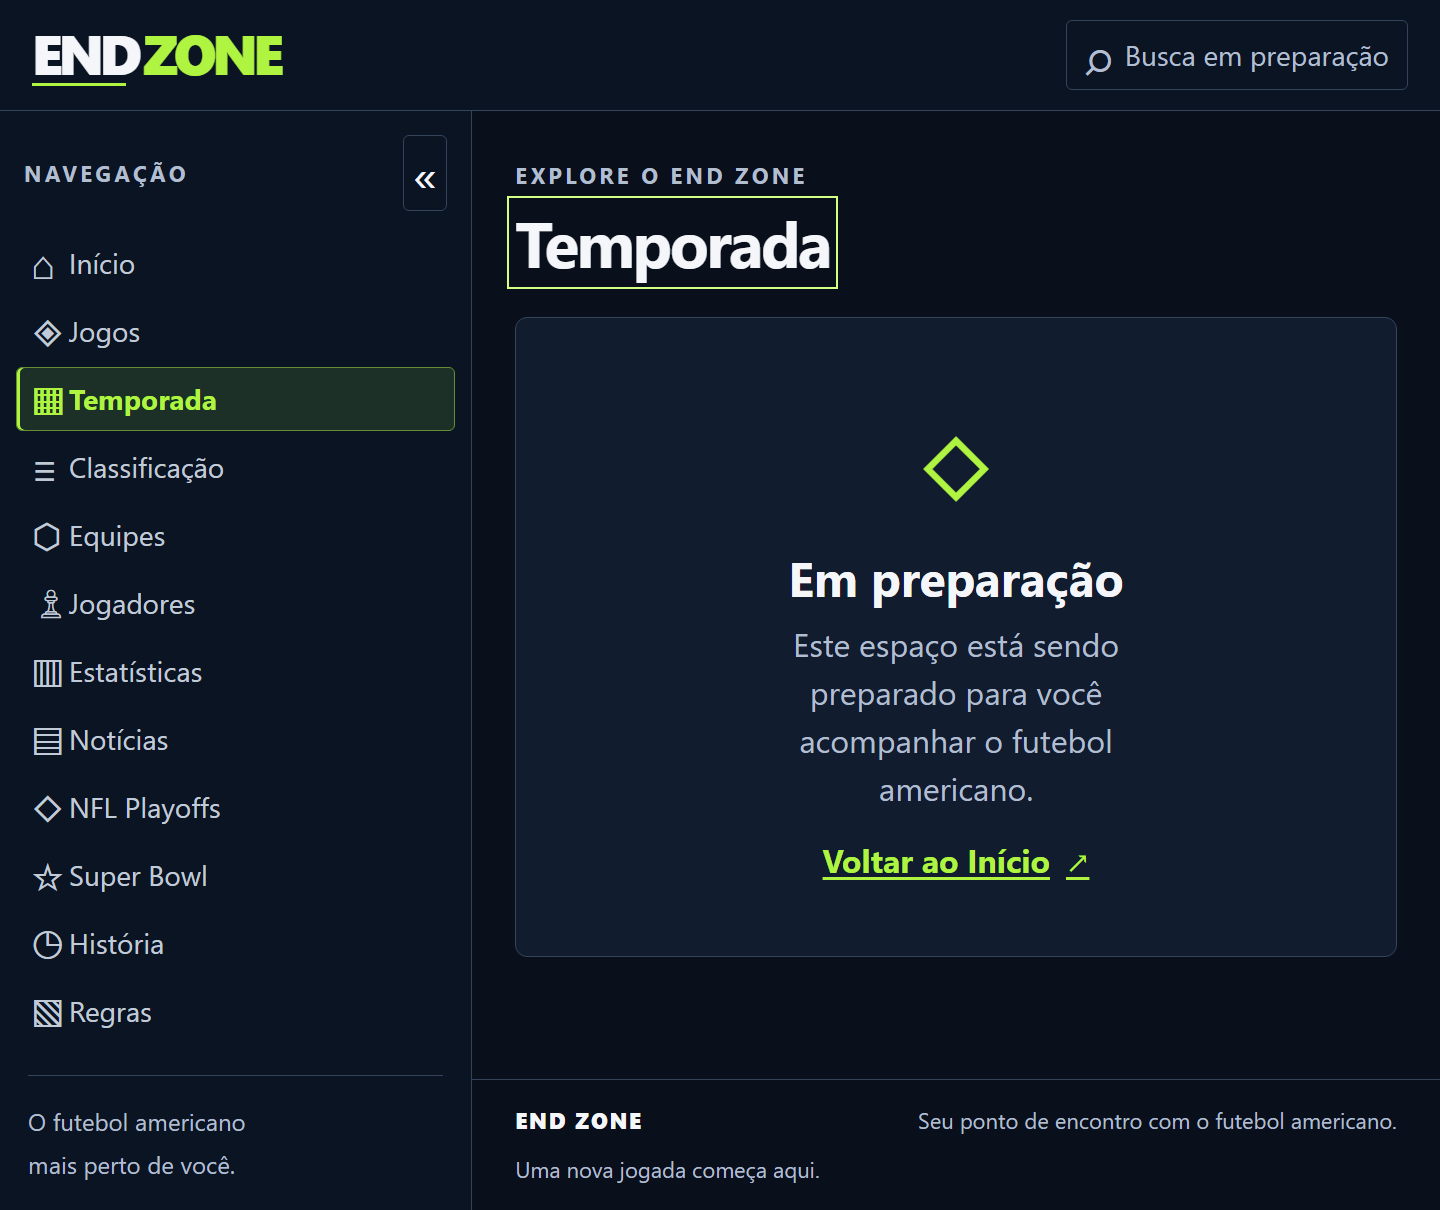 END ZONE
Busca em preparação
NAVEGAÇÃO
«
Início
Jogos
Temporada
Classificação
Equipes
Jogadores
Estatísticas
Notícias
NFL Playoffs
Super Bowl
História
Regras
O futebol americano
mais perto de você.
EXPLORE O END ZONE
Temporada
Em preparação
Este espaço está sendo
preparado para você
acompanhar o futebol
americano.
Voltar ao Início ↗
END ZONE
Seu ponto de encontro com o futebol americano.
Uma nova jogada começa aqui.